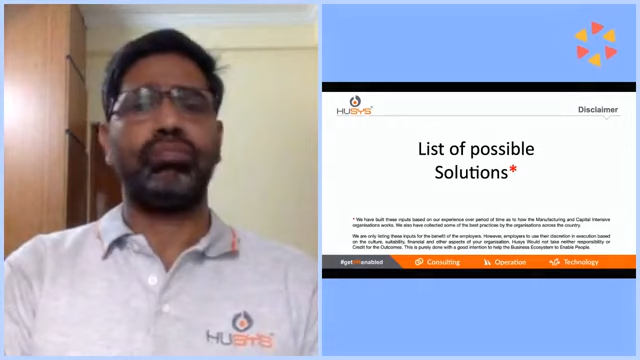 HUSYS
HUSYS
Disclaimer
List of possible
Solutions*
* We have built these inputs based on our experience over period of time as to how the Manufacturing and Capital Intensive
organisations works. We also have collected some of the best practices by the organisations across the country.
We are only listing these inputs for the benefit of the employers. However, employers to use their discretion in execution based
on the culture, suitability, financial and other aspects of your organisation. Husys Would not take neither responsibility or
Credit for the Outcomes. This is purely done with a good intention to help the Business Ecosystem to Enable People.
#getHRenabled
Consulting
Operation
Technology